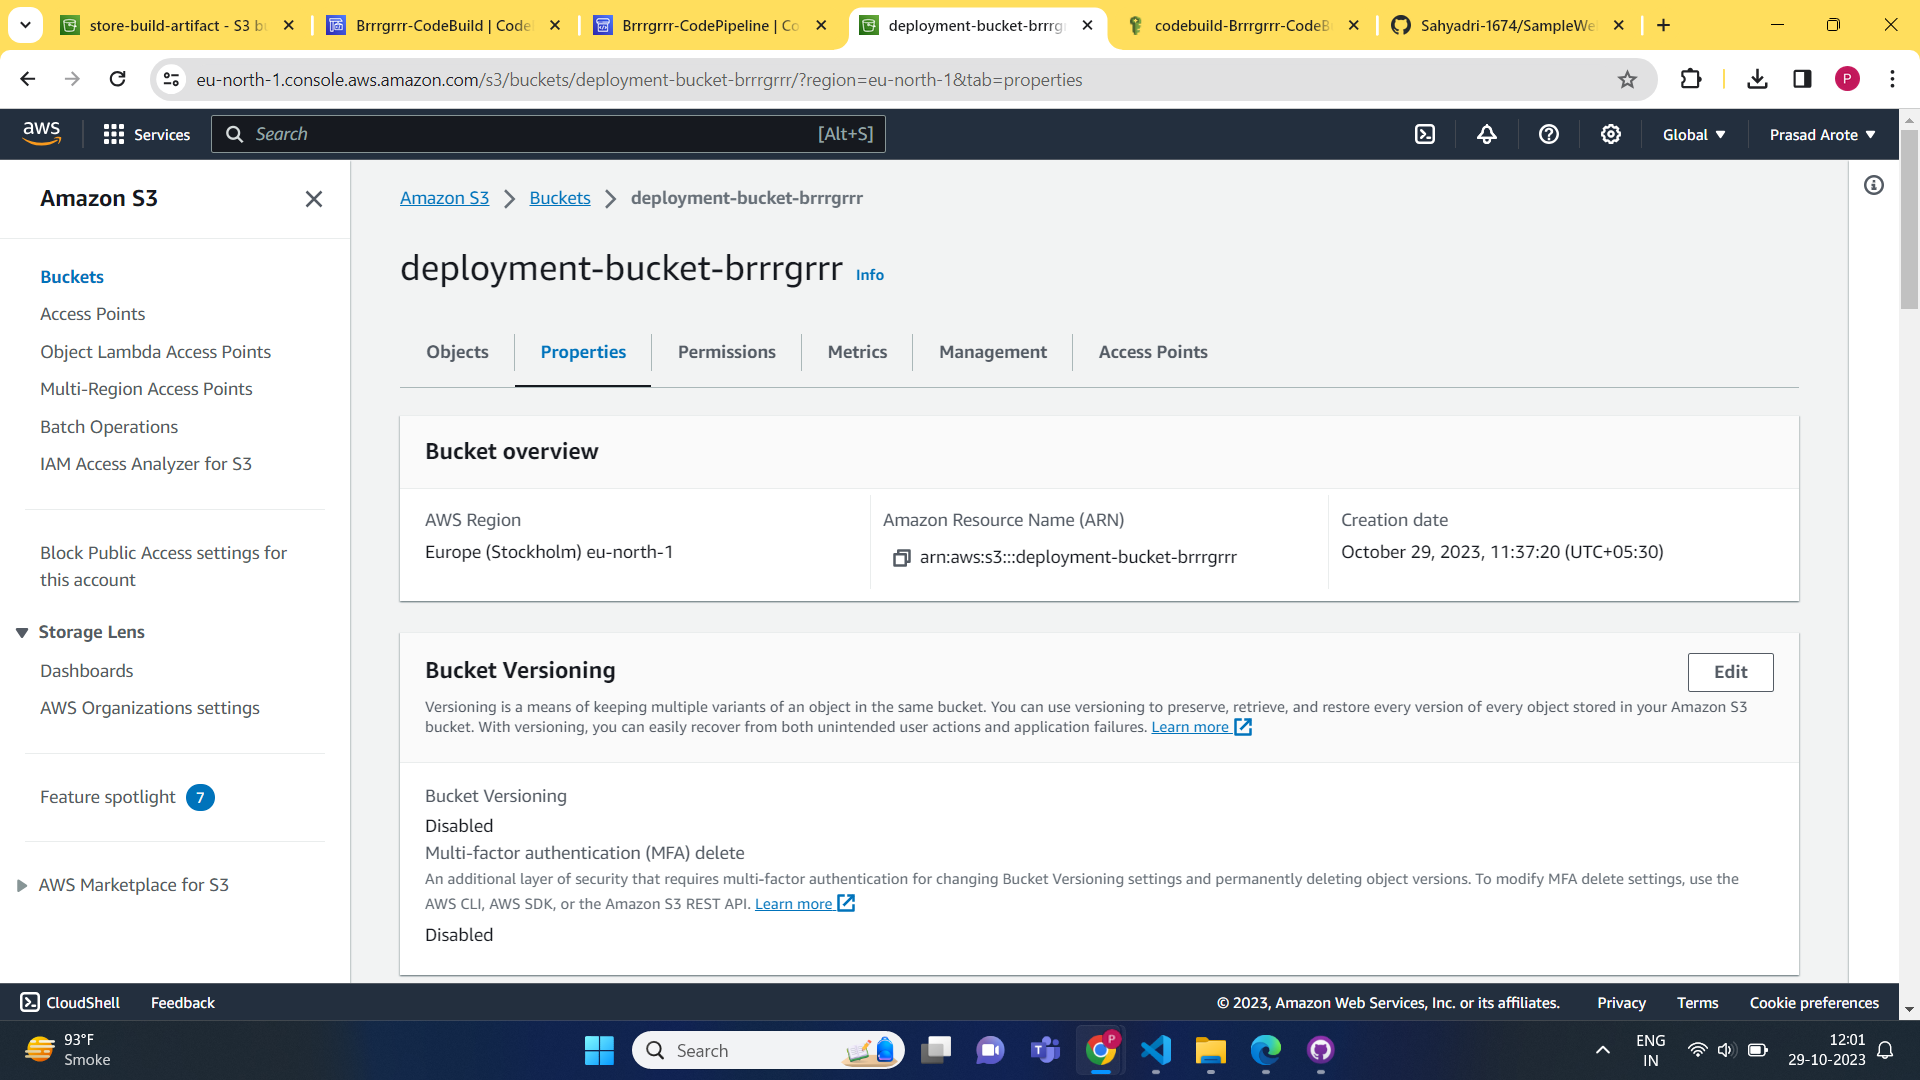 store-build-artifact - S3 bu
Brrrgrrr-CodeBuild | CodeB
Brrrgrrr-CodePipeline | Co
deployment-bucket-brrrgr
codebuild-Brrrgrrr-CodeBu
Sahyadri-1674/SampleWe
eu-north-1.console.aws.amazon.com/s3/buckets/deployment-bucket-brrrgrrr/?region=eu-north-1&tab=properties
P
aws
Services
Search
[Alt+S]
Global
Prasad Arote
Amazon S3
Buckets
Access Points
Object Lambda Access Points
Multi-Region Access Points
Batch Operations
IAM Access Analyzer for S3
Block Public Access settings for
this account
Storage Lens
Dashboards
AWS Organizations settings
Feature spotlight 7
AWS Marketplace for S3
Amazon S3 > Buckets > deployment-bucket-brrrgrrr
deployment-bucket-brrrgrrr Info
Objects
Properties
Permissions
Metrics
Management
Access Points
Bucket overview
AWS Region
Europe (Stockholm) eu-north-1
Amazon Resource Name (ARN)
arn:aws:s3:::deployment-bucket-brrrgrrr
Creation date
October 29, 2023, 11:37:20 (UTC+05:30)
Bucket Versioning
Edit
Versioning is a means of keeping multiple variants of an object in the same bucket. You can use versioning to preserve, retrieve, and restore every version of every object stored in your Amazon S3
bucket. With versioning, you can easily recover from both unintended user actions and application failures. Learn more
Bucket Versioning
Disabled
Multi-factor authentication (MFA) delete
An additional layer of security that requires multi-factor authentication for changing Bucket Versioning settings and permanently deleting object versions. To modify MFA delete settings, use the
AWS CLI, AWS SDK, or the Amazon S3 REST API. Learn more
Disabled
CloudShell
Feedback
© 2023, Amazon Web Services, Inc. or its affiliates.
Privacy
Terms
Cookie preferences
93°F
Smoke
Search
P
ENG
IN
12:01
29-10-2023